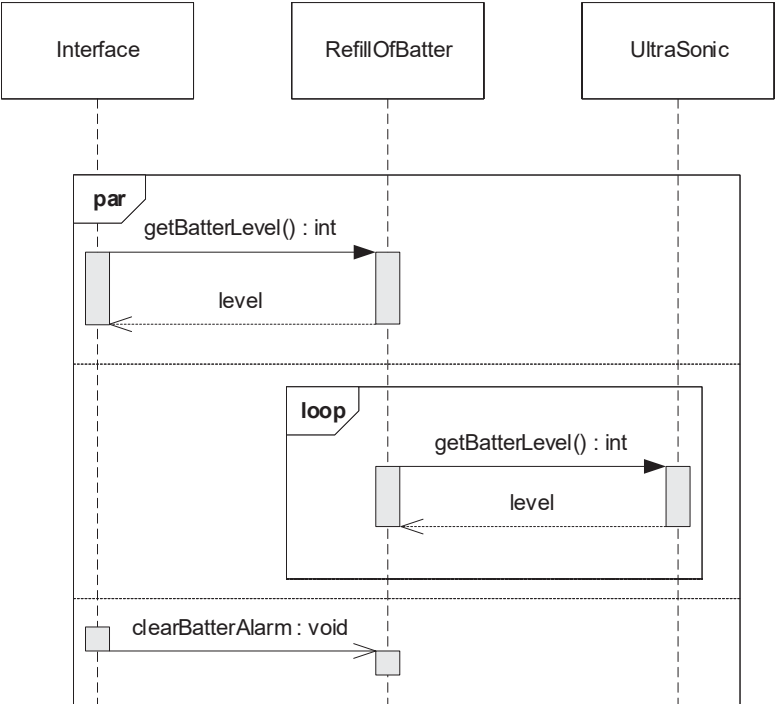 Interface
RefillOfBatter
UltraSonic
par
getBatterLevel() : int
level
loop
getBatterLevel() : int
level
clearBatterAlarm : void